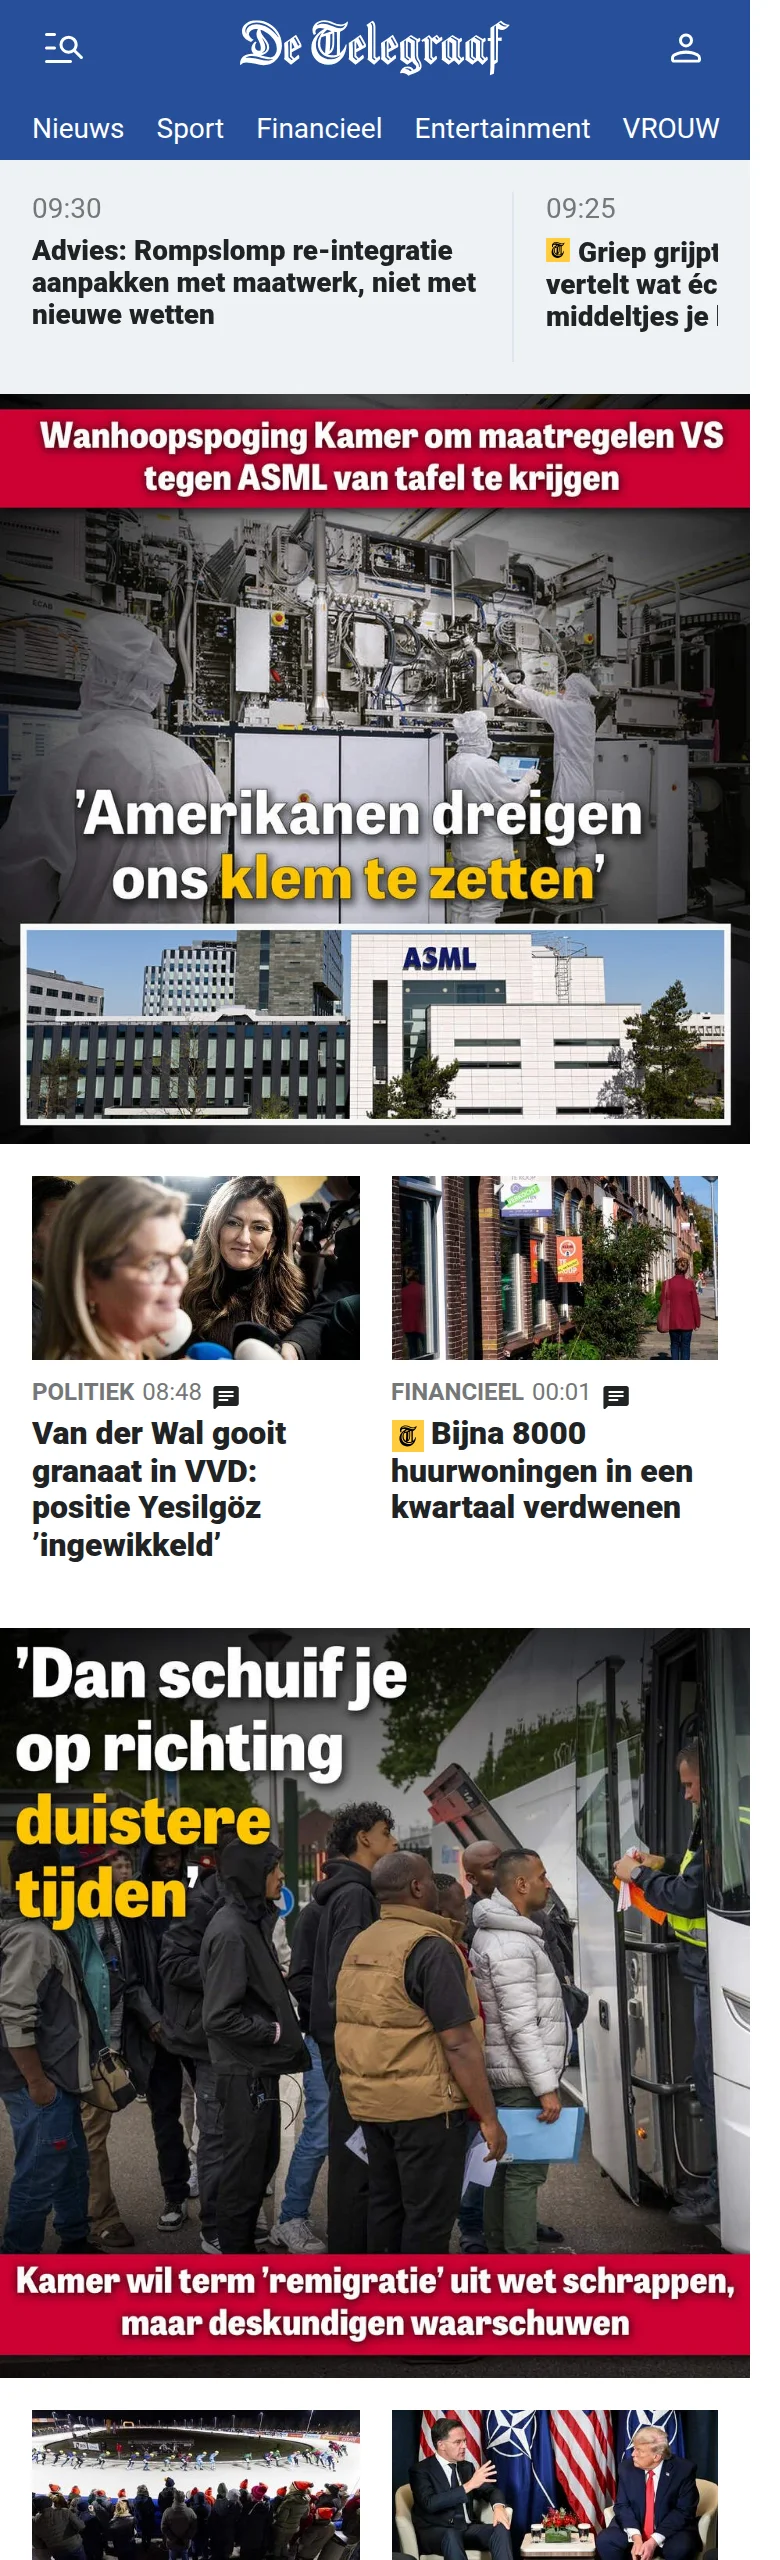 De Telegraaf
Nieuws Sport Financieel Entertainment VROUW
09:30
Advies: Rompslomp re-integratie
aanpakken met maatwerk, niet met
nieuwe wetten
09:25
Griep grijpt
vertelt wat éc
middeltjes je
Wanhoopspoging Kamer om maatregelen VS
tegen ASML van tafel te krijgen
’Amerikanen dreigen
ons klem te zetten’
ASML
POLITIEK 08:48
Van der Wal gooit
granaat in VVD:
positie Yesilgöz
’ingewikkeld’
FINANCIEEL 00:01
Bijna 8000
huurwoningen in een
kwartaal verdwenen
’Dan schuif je
op richting
duistere
tijden’
Kamer wil term ’remigratie’ uit wet schrappen,
maar deskundigen waarschuwen